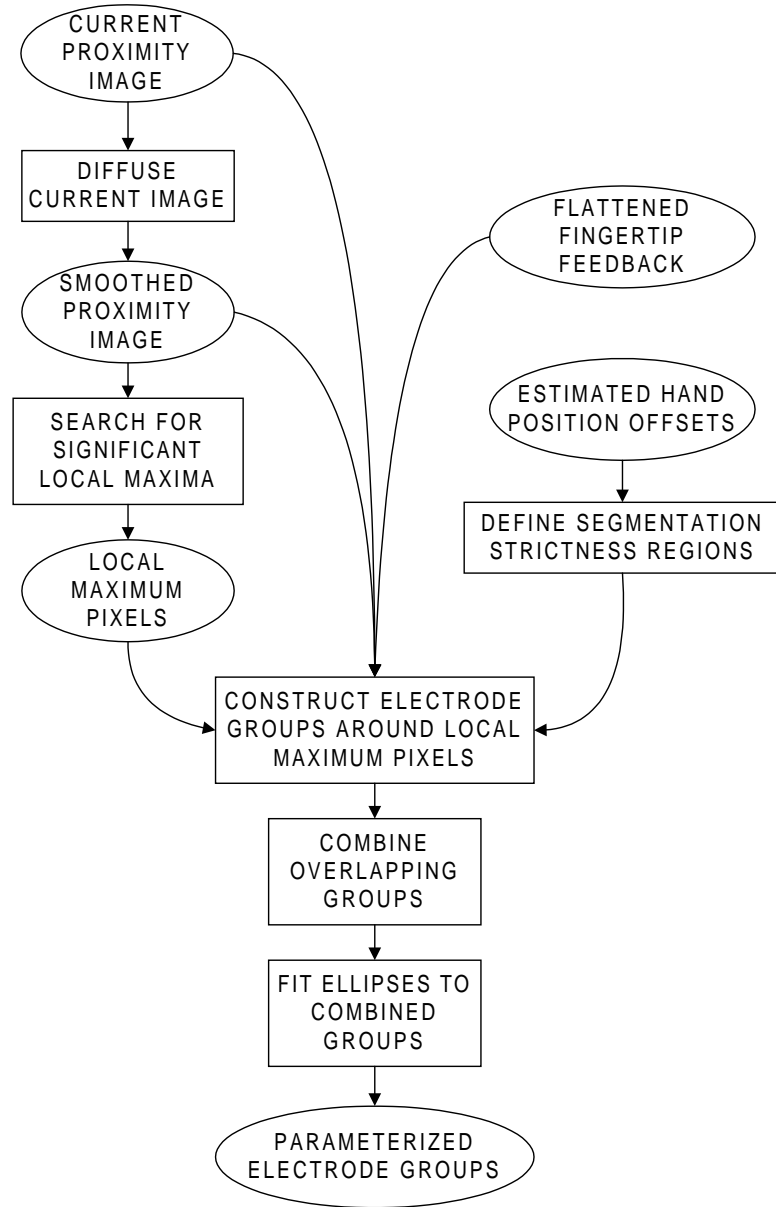 CURRENT
PROXIMITY
IMAGE
DIFFUSE
CURRENT IMAGE
SMOOTHED
PROXIMITY
IMAGE
SEARCH FOR
SIGNIFICANT
LOCAL MAXIMA
LOCAL
MAXIMUM
PIXELS
FLATTENED
FINGERTIP
FEEDBACK
ESTIMATED HAND
POSITION OFFSETS
DEFINE SEGMENTATION
STRICTNESS REGIONS
CONSTRUCT ELECTRODE
GROUPS AROUND LOCAL
MAXIMUM PIXELS
COMBINE
OVERLAPPING
GROUPS
FIT ELLIPSES TO
COMBINED
GROUPS
PARAMETERIZED
ELECTRODE GROUPS